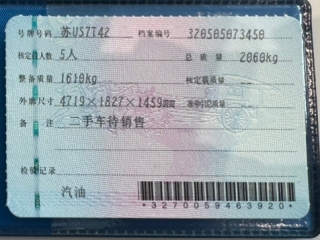 号牌号码 苏US7T42 档案编号 320505073450
核定载人数 5人 总质量 2060kg
整备质量 1610kg 核定载质量 --
外廓尺寸 4719×1827×1459mm 准牵引总质量 --
备注 二手车待销售
检验记录
汽油
*3270059463920*